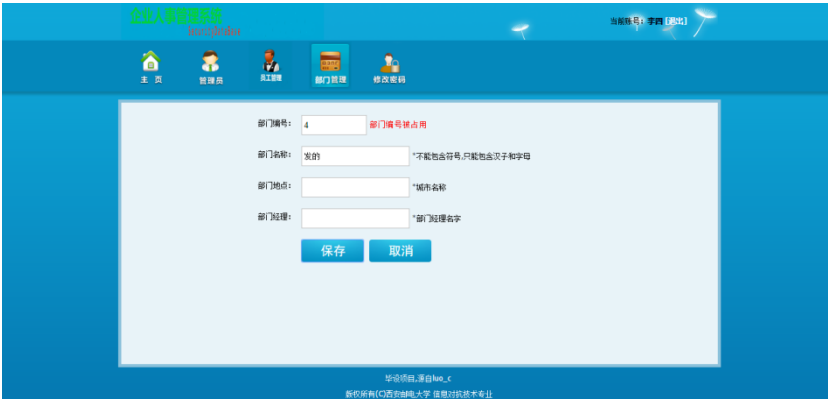 企业人事管理系统
当前账号：李四 [退出]
主 页
管理员
员工管理
部门管理
修改密码
部门编号： 4 部门编号被占用
部门名称： 发的 *不能包含符号,只能包含汉子和字母
部门地点： *城市名称
部门经理： *部门经理名字
保存 取消
毕设项目,源自luo_c
版权所有(C)西安邮电大学 信息对抗技术专业